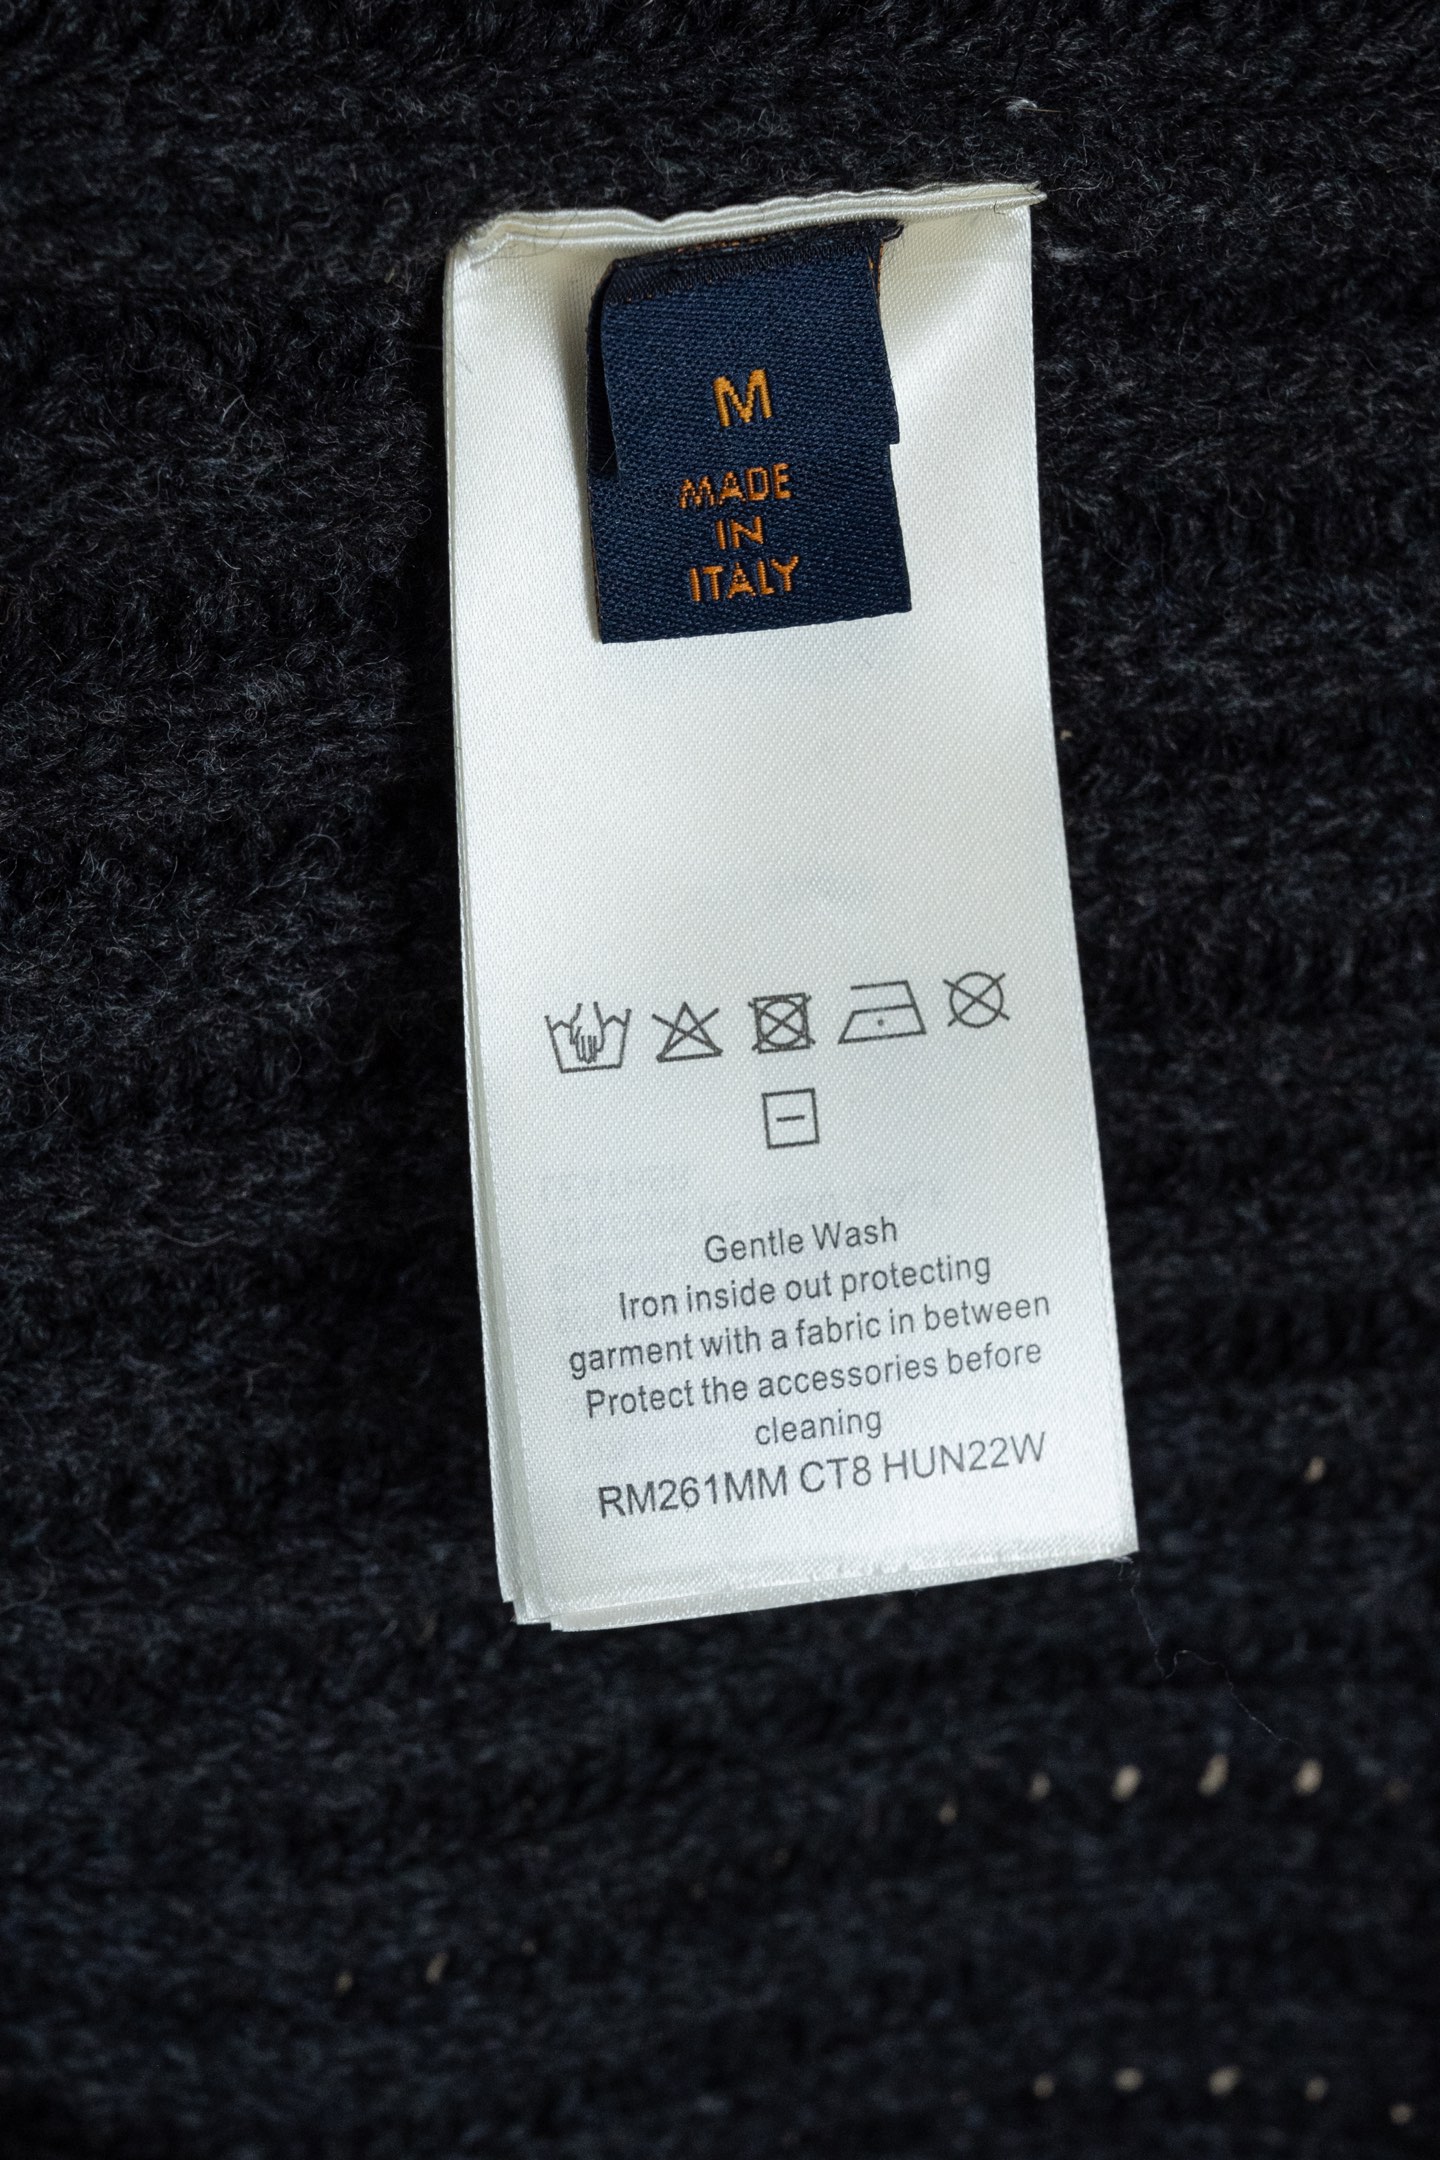 M
MADE
IN
ITALY
Gentle Wash
Iron inside out protecting
garment with a fabric in between
Protect the accessories before
cleaning
RM261MM CT8 HUN22W